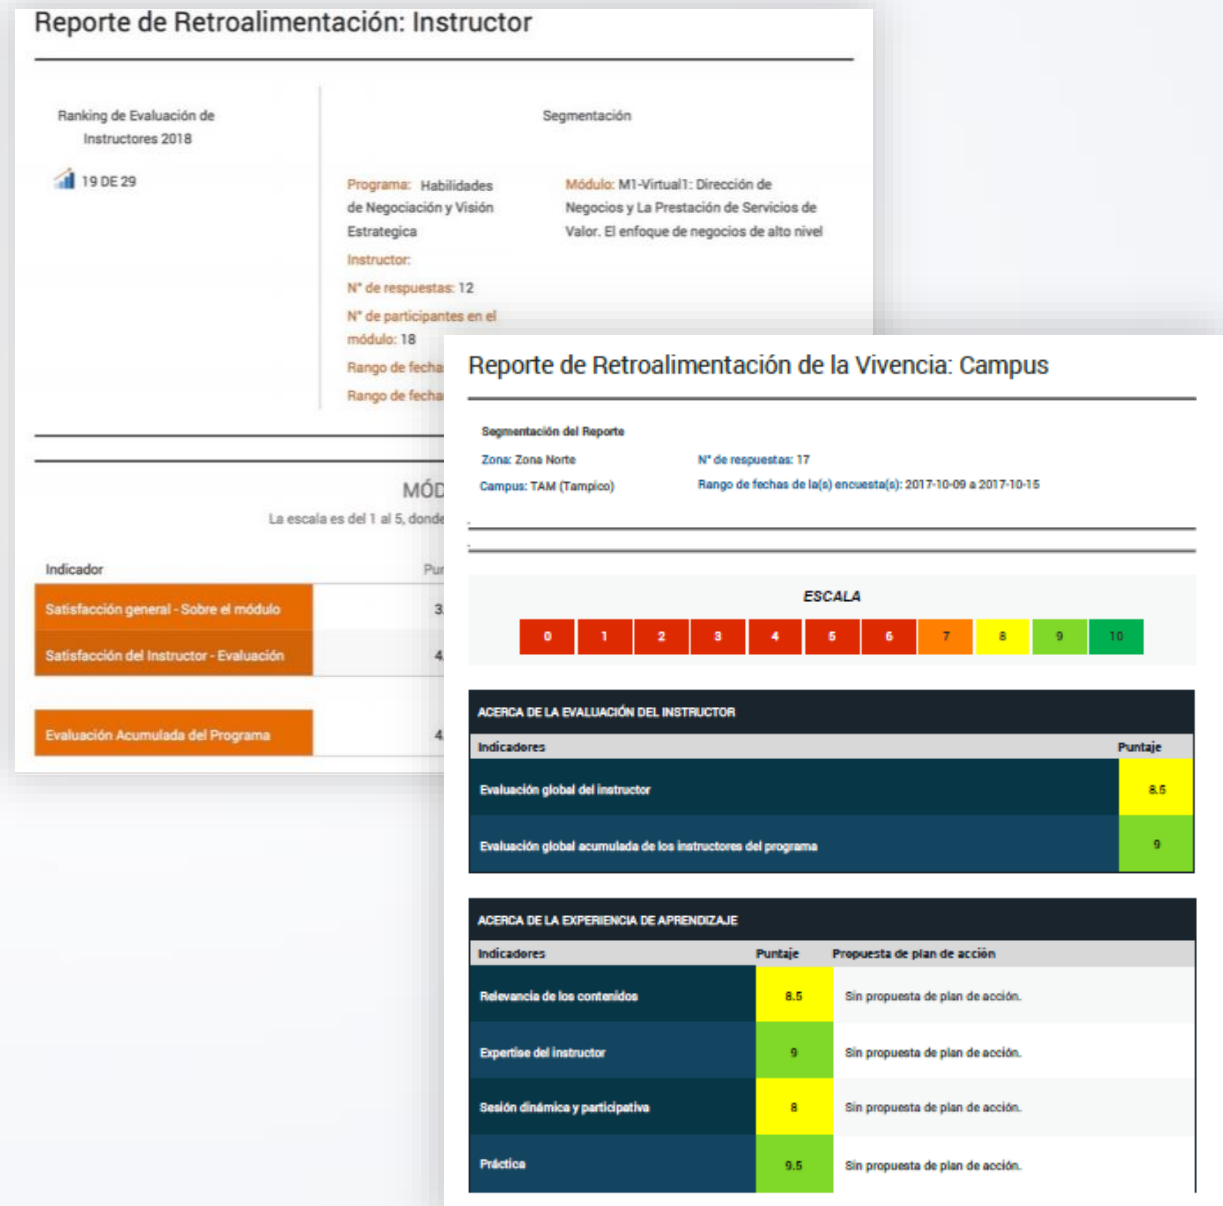 Reporte de Retroalimentación: Instructor
Ranking de Evaluación de
Instructores 2018
19 DE 29
Segmentación
Programa: Habilidades
de Negociación y Visión
Estrategica
Instructor:
N° de respuestas: 12
N° de participantes en el
módulo: 18
Rango de fecha
Rango de fecha
Módulo: M1-Virtual1: Dirección de
Negocios y La Prestación de Servicios de
Valor. El enfoque de negocios de alto nivel
MÓD
La escala es del 1 al 5, donde
Indicador Pun
Satisfacción general - Sobre el módulo 3.
Satisfacción del Instructor - Evaluación 4.
Evaluación Acumulada del Programa 4.
Reporte de Retroalimentación de la Vivencia: Campus
Segmentación del Reporte
Zona: Zona Norte N° de respuestas: 17
Campus: TAM (Tampico) Rango de fechas de la(s) encuesta(s): 2017-10-09 a 2017-10-15
ESCALA
0 1 2 3 4 5 6 7 8 9 10
ACERCA DE LA EVALUACIÓN DEL INSTRUCTOR
Indicadores Puntaje
Evaluación global del instructor 8.5
Evaluación global acumulada de los instructores del programa 9
ACERCA DE LA EXPERIENCIA DE APRENDIZAJE
Indicadores Puntaje Propuesta de plan de acción
Relevancia de los contenidos 8.5 Sin propuesta de plan de acción.
Expertise del instructor 9 Sin propuesta de plan de acción.
Sesión dinámica y participativa 8 Sin propuesta de plan de acción.
Práctica 9.5 Sin propuesta de plan de acción.